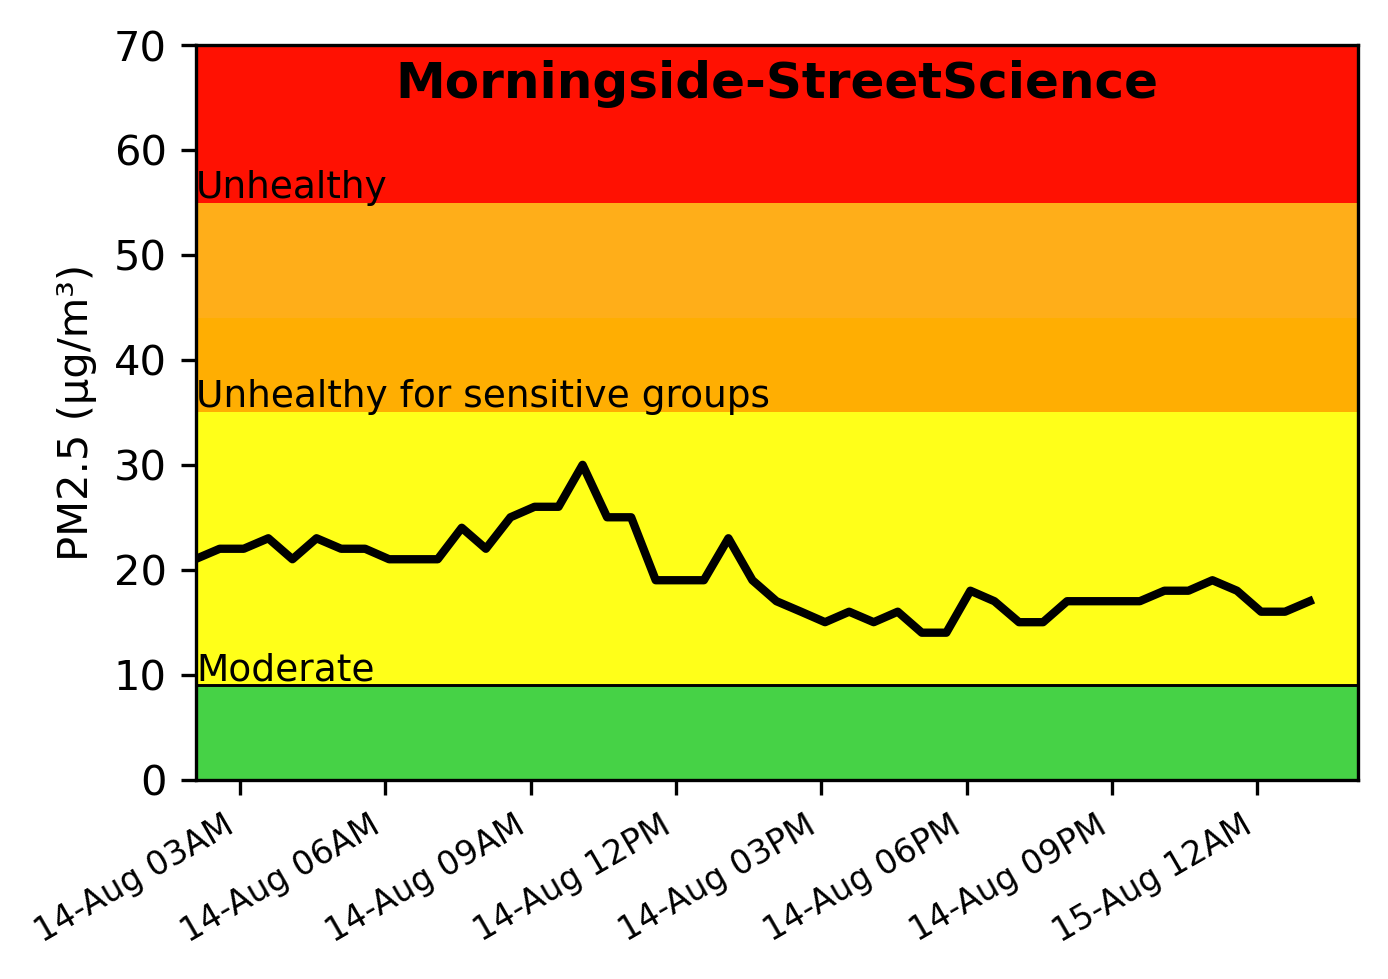 Morningside-StreetScience
70
60
50
40
30
20
10
0
PM2.5 (µg/m³)
Unhealthy
Unhealthy for sensitive groups
Moderate
14-Aug 03AM
14-Aug 06AM
14-Aug 09AM
14-Aug 12PM
14-Aug 03PM
14-Aug 06PM
14-Aug 09PM
15-Aug 12AM